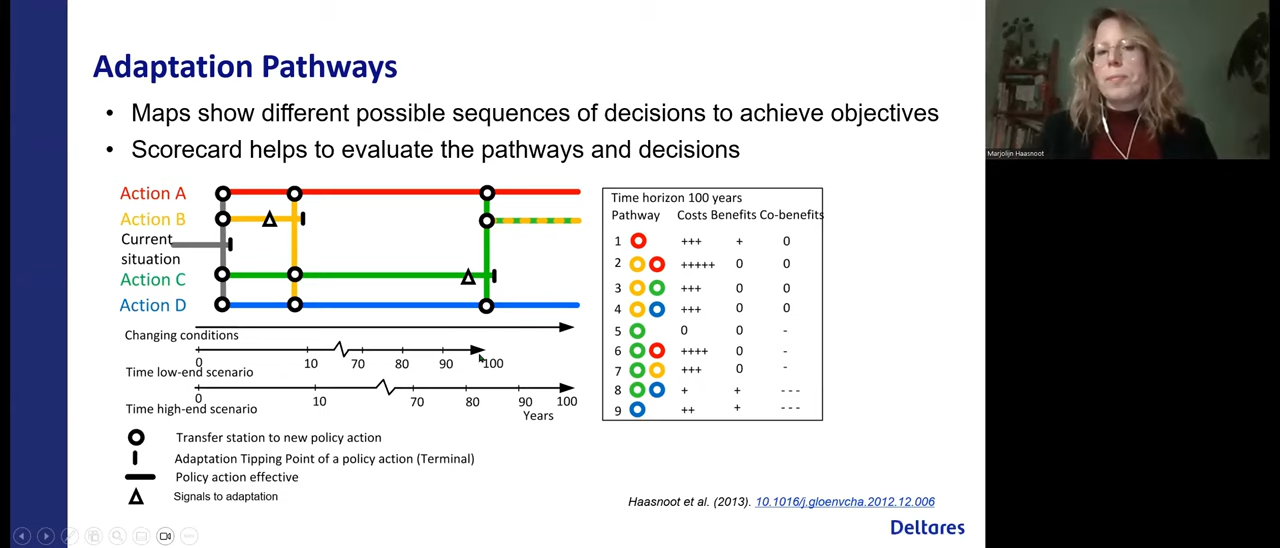 Adaptation Pathways
• Maps show different possible sequences of decisions to achieve objectives
• Scorecard helps to evaluate the pathways and decisions
Action A
Action B
Current
situation
Action C
Action D
Changing conditions
0 10 70 80 90 100
Time low-end scenario
0 10 70 80 90 100
Time high-end scenario
Years
Transfer station to new policy action
Adaptation Tipping Point of a policy action (Terminal)
Policy action effective
Signals to adaptation
Time horizon 100 years
Pathway Costs Benefits Co-benefits
1 +++ + 0
2 +++++ 0 0
3 +++ 0 0
4 +++ 0 0
5 0 0 -
6 ++++ 0 -
7 +++ 0 -
8 + + - - -
9 ++ + - - -
Haasnoot et al. (2013). 10.1016/j.gloenvcha.2012.12.006
Deltares
Marjolijn Haasnoot